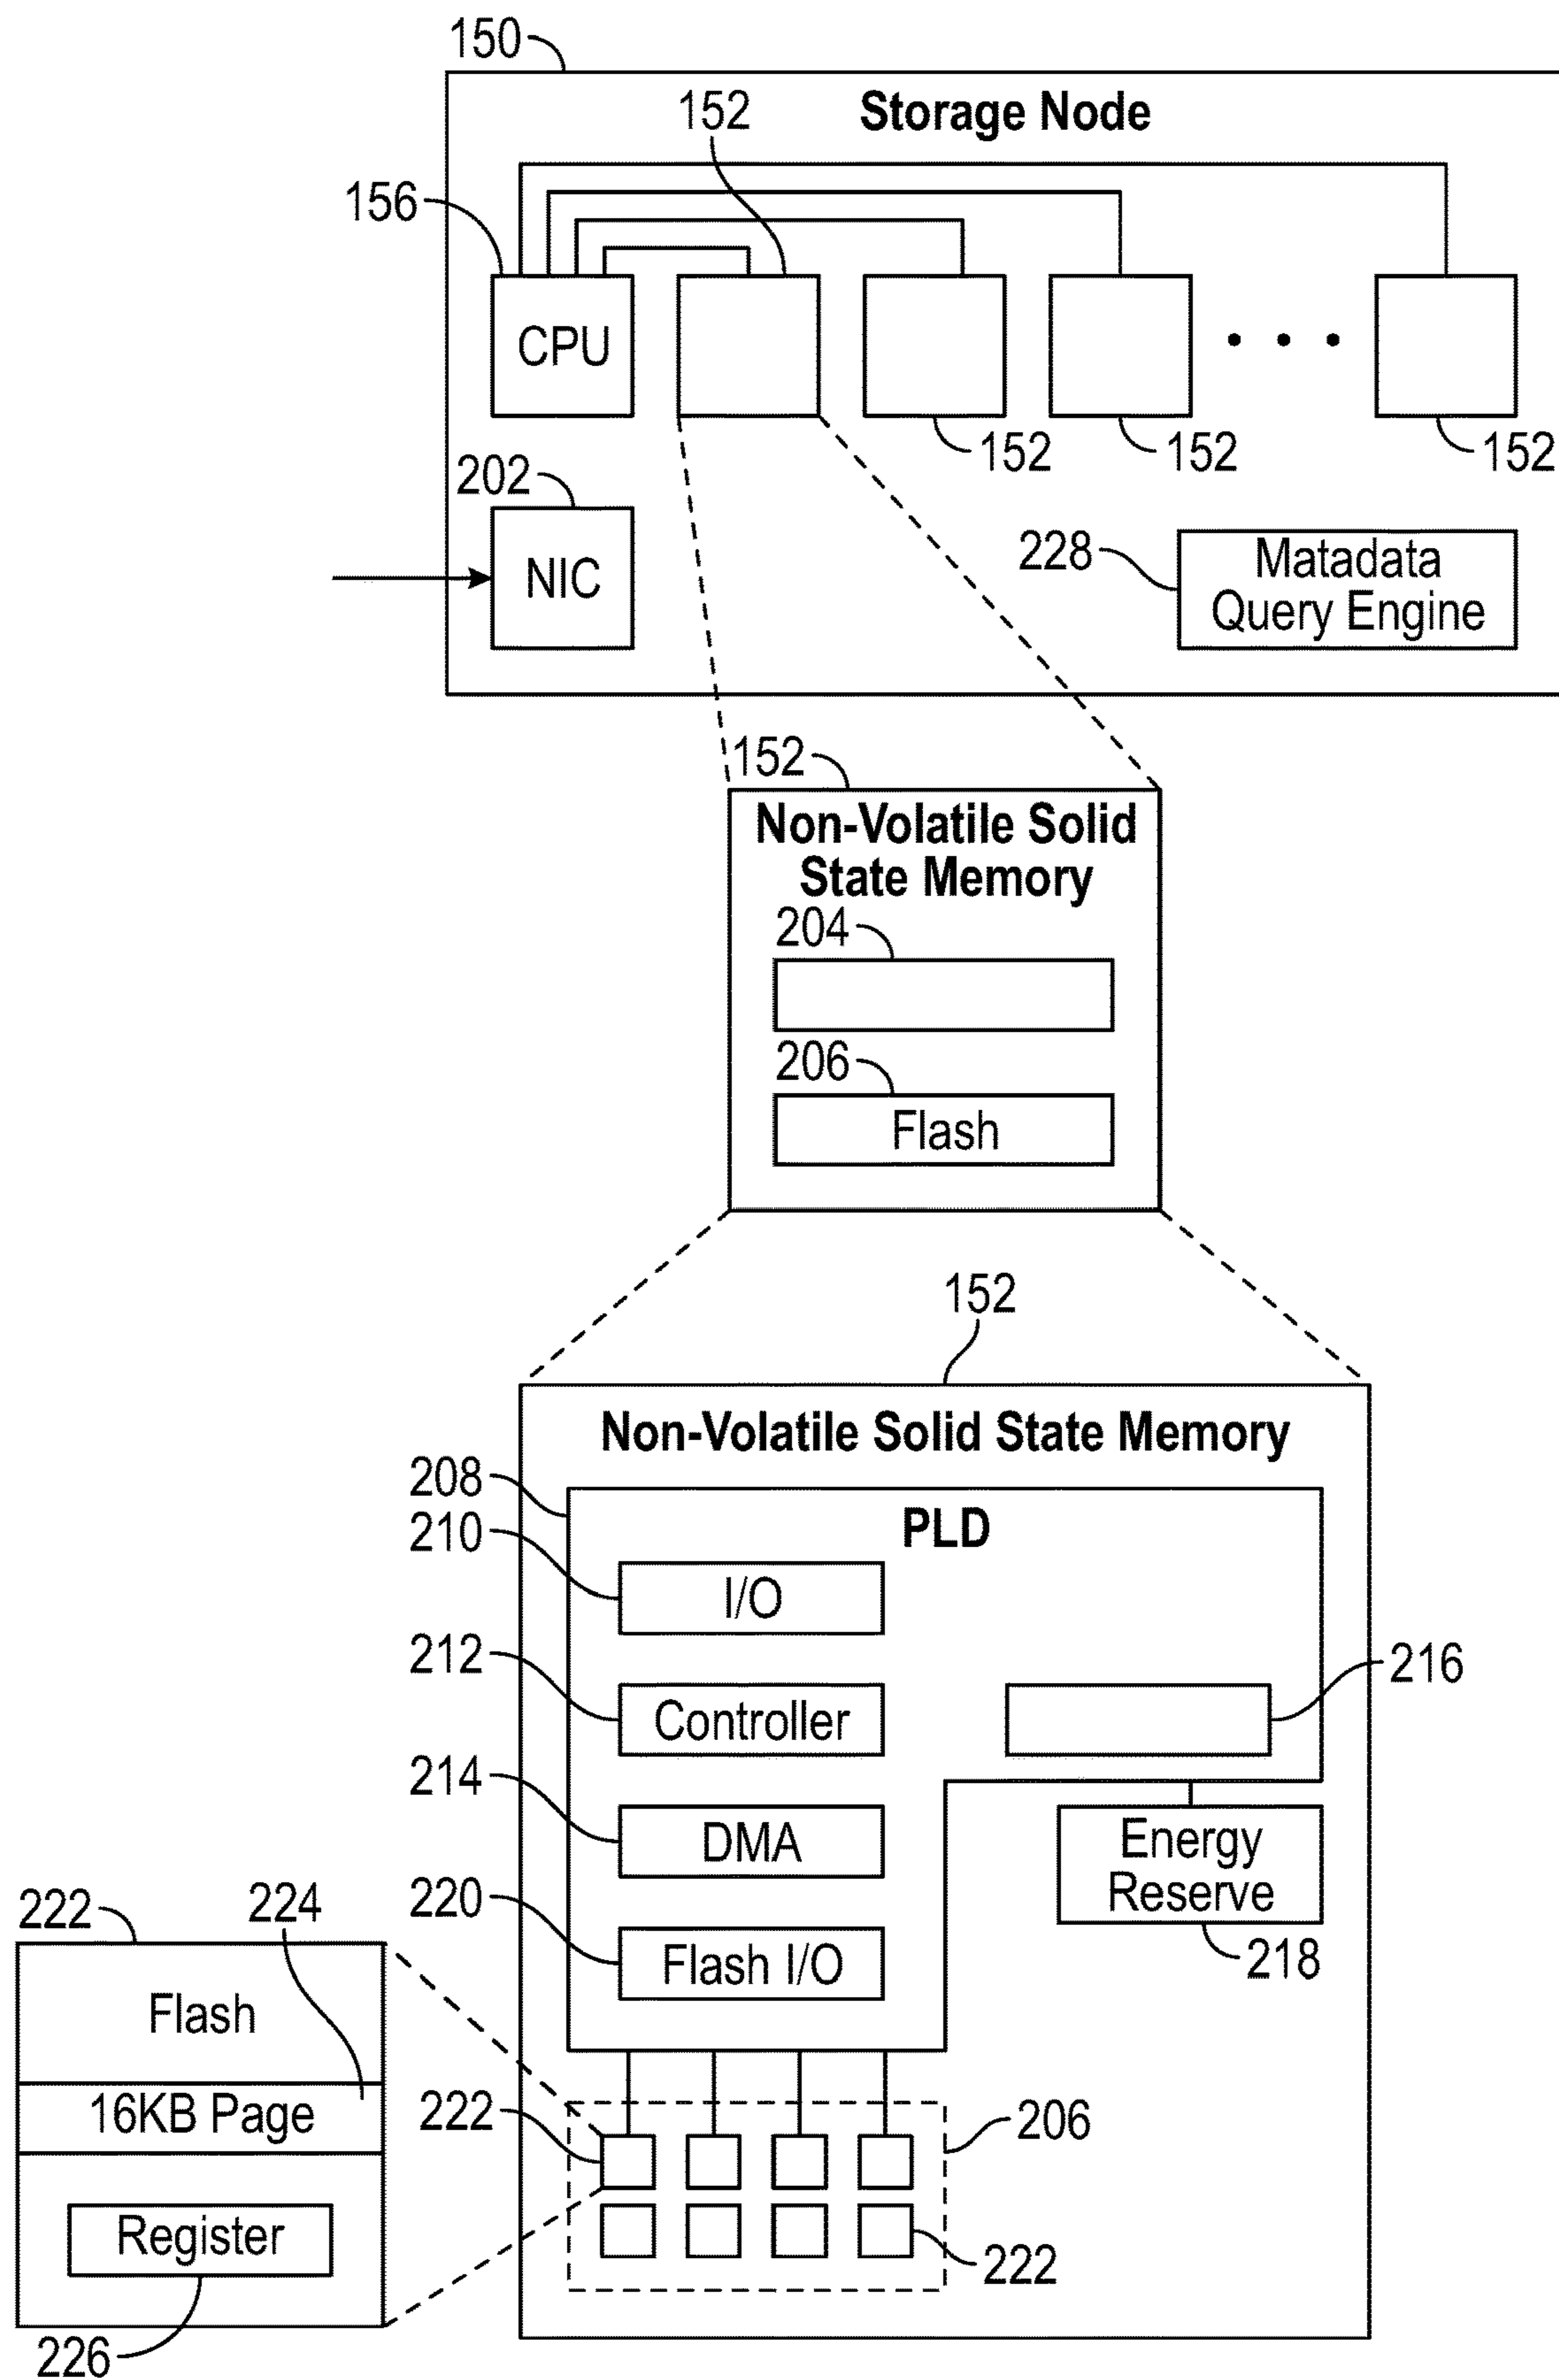 150
Storage Node
152
156
CPU
152
152
152
202
NIC
228
Matadata
Query Engine
152
Non-Volatile Solid
State Memory
204
206
Flash
152
Non-Volatile Solid State Memory
208
PLD
210
I/O
212
Controller
216
214
DMA
Energy
Reserve
218
220
Flash I/O
222
224
Flash
16KB Page
Register
226
222
206
222